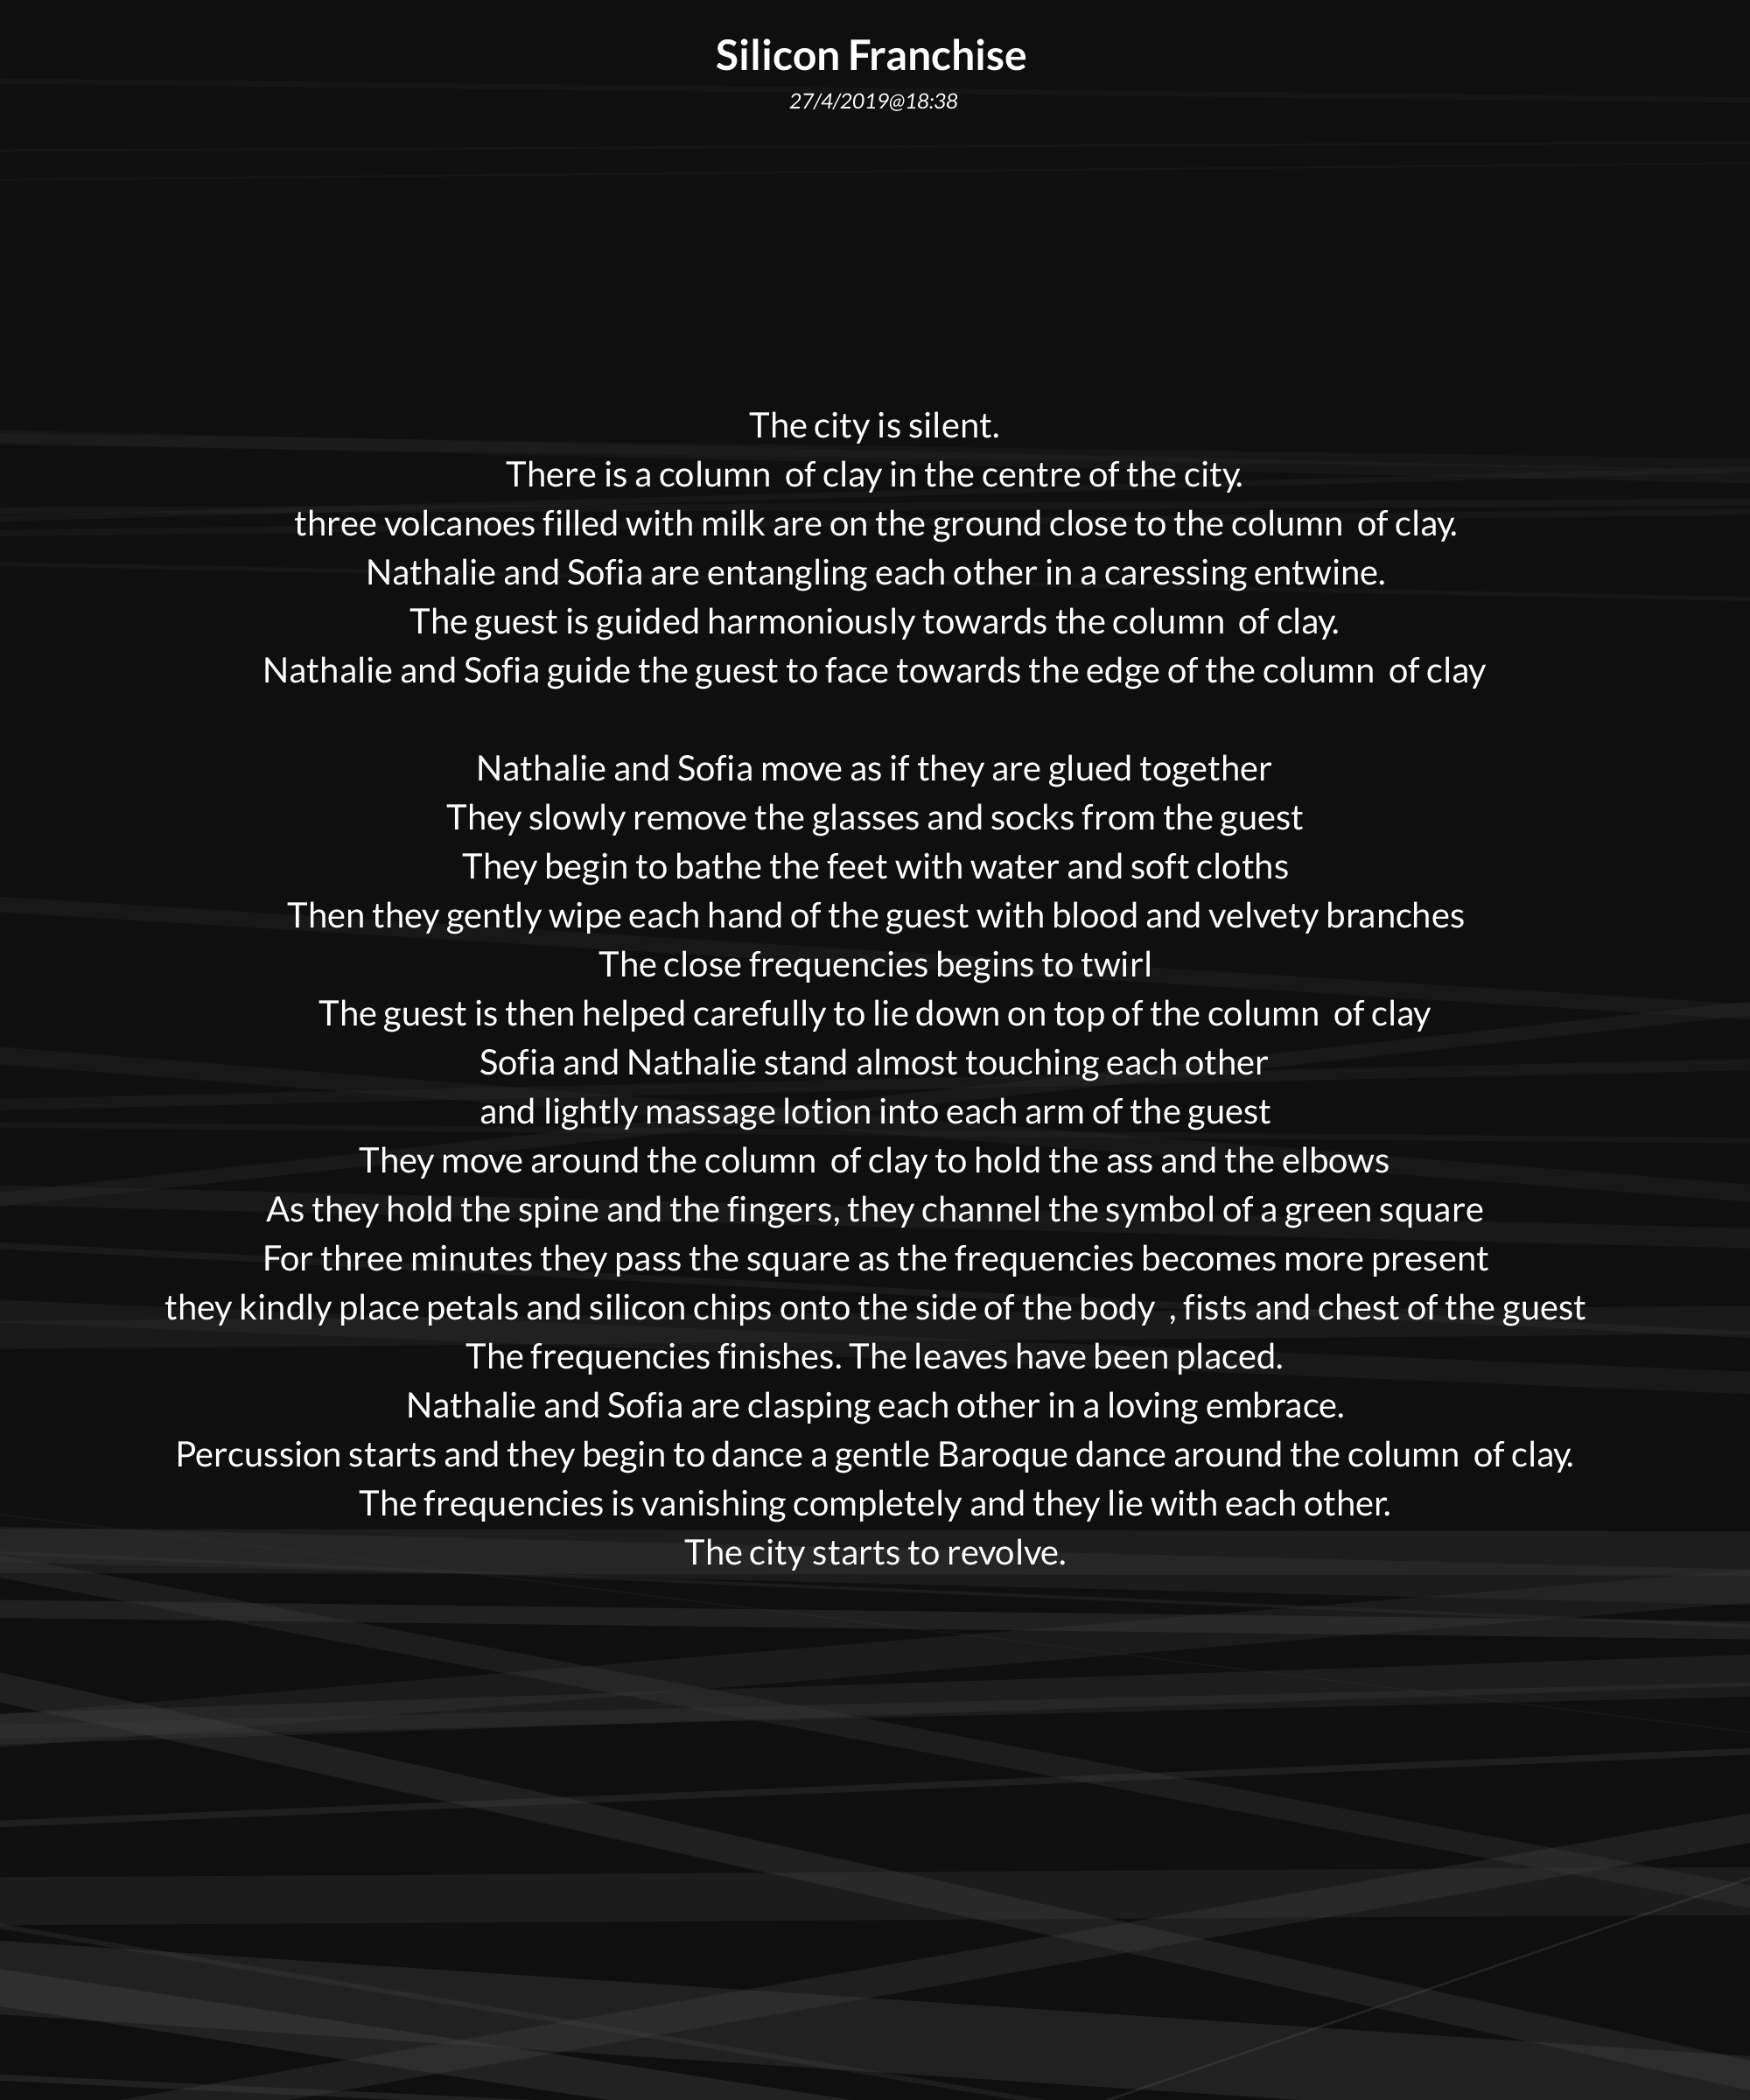 Silicon Franchise
27/4/2019@18:38
The city is silent.
There is a column  of clay in the centre of the city.
three volcanoes filled with milk are on the ground close to the column  of clay.
Nathalie and Sofia are entangling each other in a caressing entwine.
The guest is guided harmoniously towards the column  of clay.
Nathalie and Sofia guide the guest to face towards the edge of the column  of clay
Nathalie and Sofia move as if they are glued together
They slowly remove the glasses and socks from the guest
They begin to bathe the feet with water and soft cloths
Then they gently wipe each hand of the guest with blood and velvety branches
The close frequencies begins to twirl
The guest is then helped carefully to lie down on top of the column  of clay
Sofia and Nathalie stand almost touching each other
and lightly massage lotion into each arm of the guest
They move around the column  of clay to hold the ass and the elbows
As they hold the spine and the fingers, they channel the symbol of a green square
For three minutes they pass the square as the frequencies becomes more present
they kindly place petals and silicon chips onto the side of the body  , fists and chest of the guest
The frequencies finishes. The leaves have been placed.
Nathalie and Sofia are clasping each other in a loving embrace.
Percussion starts and they begin to dance a gentle Baroque dance around the column  of clay.
The frequencies is vanishing completely and they lie with each other.
The city starts to revolve.